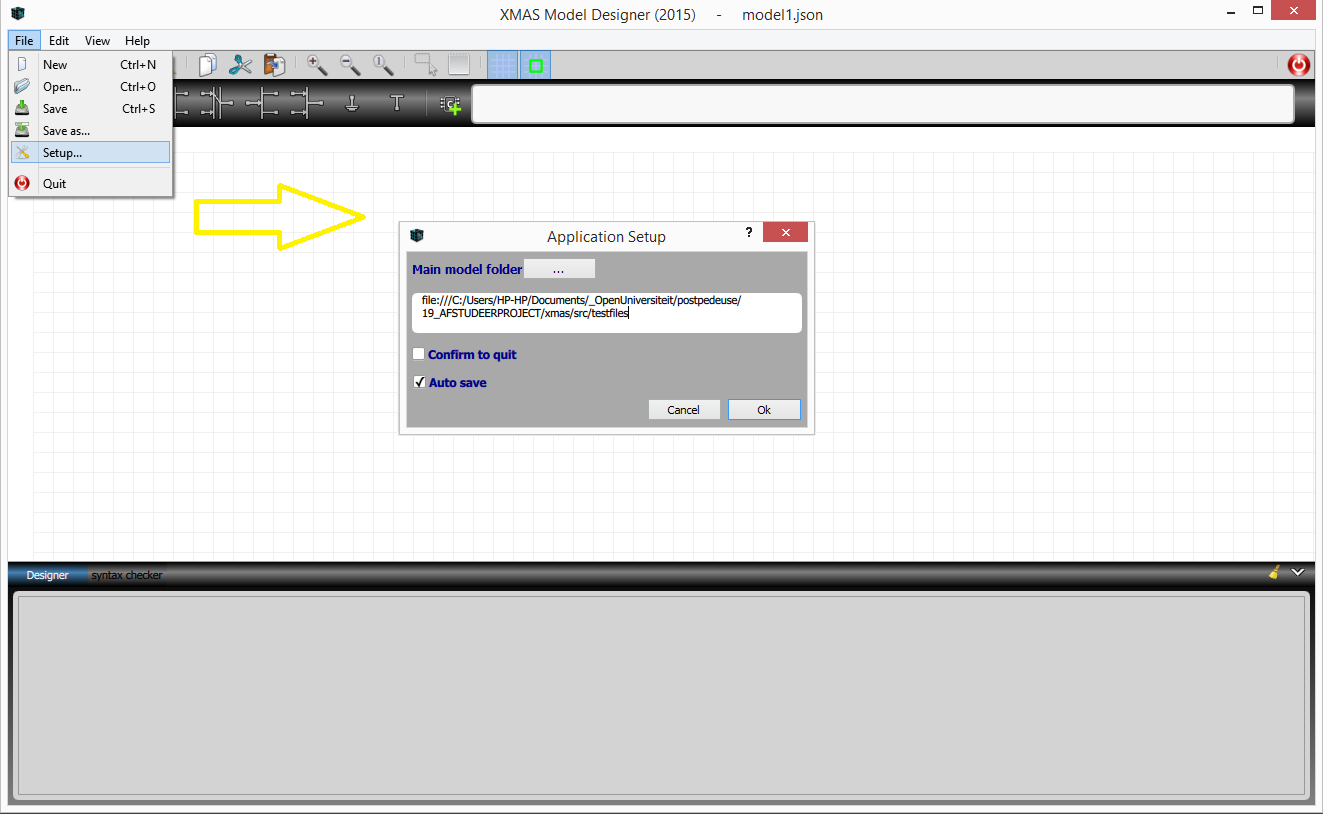 XMAS Model Designer (2015) - model1.json
File Edit View Help
New Ctrl+N
Open... Ctrl+O
Save Ctrl+S
Save as...
Setup...
Quit
T
Application Setup ?
Main model folder ...
file:///C:/Users/HP-HP/Documents/_OpenUniversiteit/postpedeuse/
19_AFSTUDEERPROJECT/xmas/src/testfiles
Confirm to quit
Auto save
Cancel Ok
Designer syntax checker